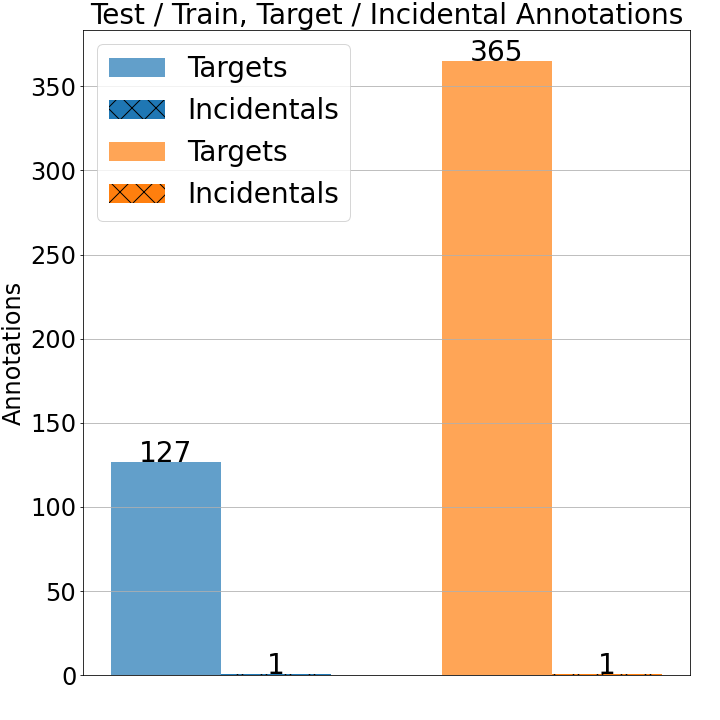 Test / Train, Target / Incidental Annotations
365
350
Targets
Incidentals
300
Targets
Incidentals
250
200
Annotations
150
127
100
50
1
1
0